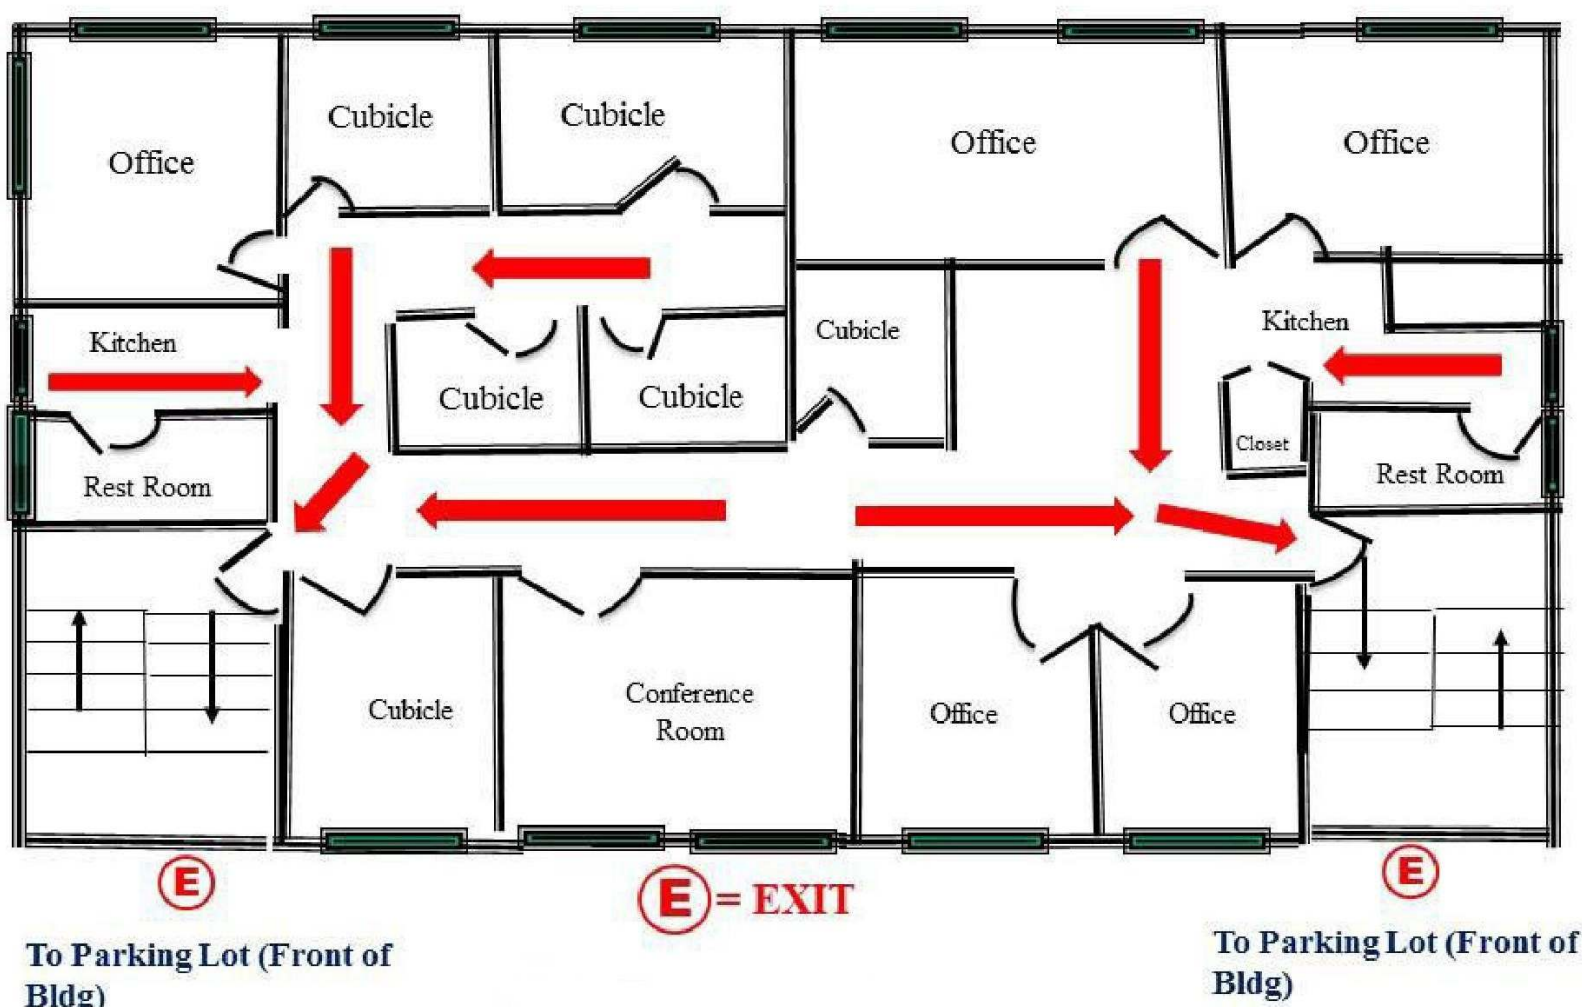 Cubicle
Cubicle
Office
Office
Office
Kitchen
Cubicle
Kitchen
Cubicle
Cubicle
Closet
Rest Room
Rest Room
Cubicle
Conference
Room
Office
Office
E
E = EXIT
E
To Parking Lot (Front of
Bldg)
To Parking Lot (Front of
Bldg)